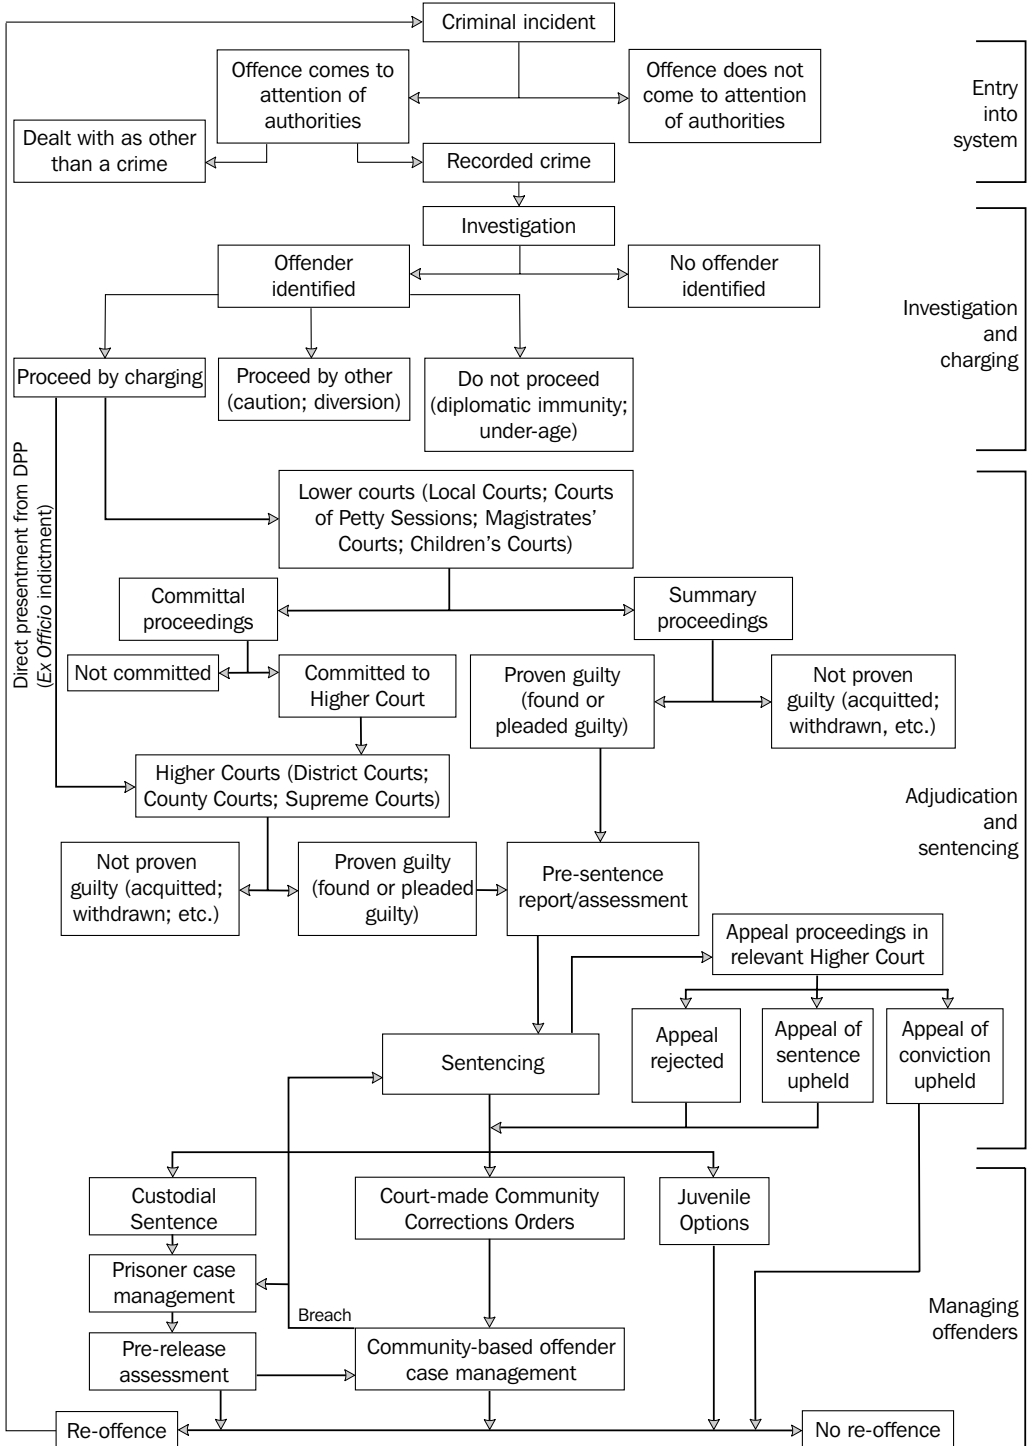 Criminal incident
Offence comes to
attention of
authorities
Offence does not
come to attention
of authorities
Entry
into
system
Dealt with as other
than a crime
Recorded crime
Investigation
Offender
identified
No offender
identified
Investigation
and
charging
Proceed by charging
Proceed by other
(caution; diversion)
Do not proceed
(diplomatic immunity;
under-age)
Direct presentment from DPP
(Ex Officio indictment)
Lower courts (Local Courts; Courts
of Petty Sessions; Magistrates'
Courts; Children's Courts)
Committal
proceedings
Summary
proceedings
Not committed
Committed to
Higher Court
Proven guilty
(found or
pleaded guilty)
Not proven
guilty (acquitted;
withdrawn, etc.)
Higher Courts (District Courts;
County Courts; Supreme Courts)
Adjudication
and
sentencing
Not proven
guilty (acquitted;
withdrawn; etc.)
Proven guilty
(found or pleaded
guilty)
Pre-sentence
report/assessment
Appeal proceedings in
relevant Higher Court
Sentencing
Appeal
rejected
Appeal of
sentence
upheld
Appeal of
conviction
upheld
Custodial
Sentence
Court-made Community
Corrections Orders
Juvenile
Options
Prisoner case
management
Breach
Managing
offenders
Pre-release
assessment
Community-based offender
case management
Re-offence
No re-offence